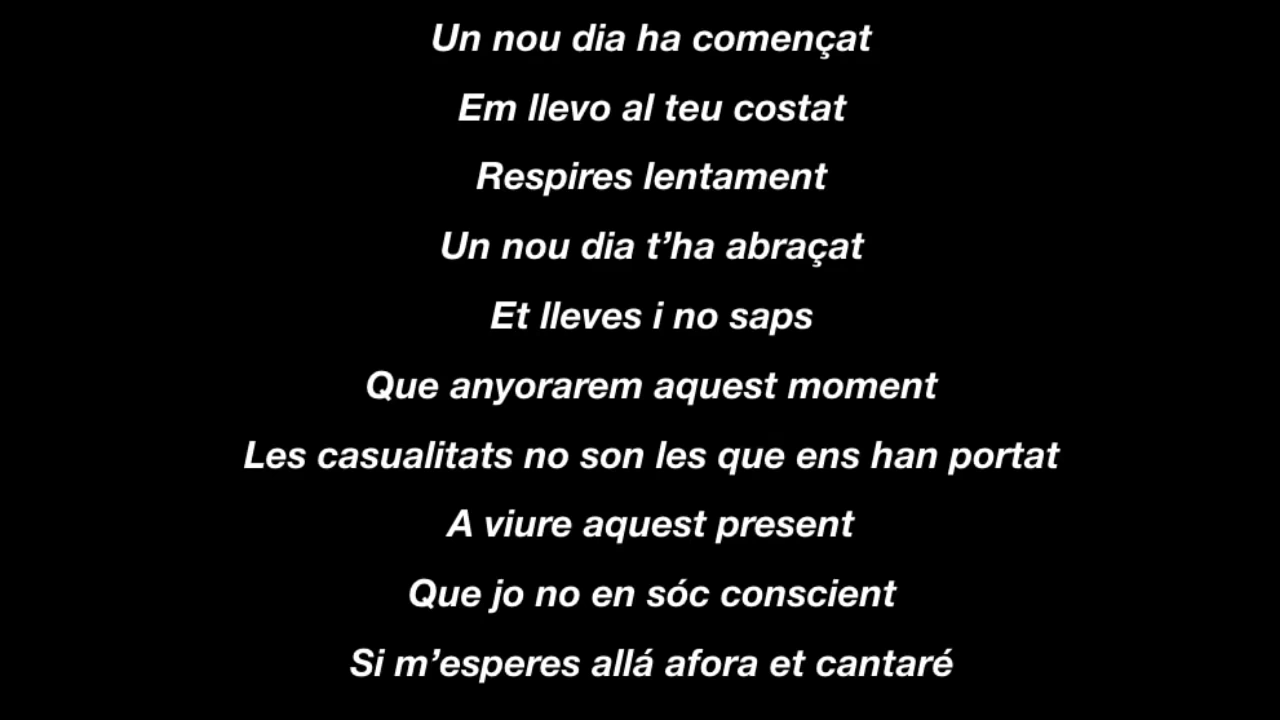 Un nou dia ha començat
Em llevo al teu costat
Respires lentament
Un nou dia t’ha abraçat
Et lleves i no saps
Que anyorarem aquest moment
Les casualitats no son les que ens han portat
A viure aquest present
Que jo no en sóc conscient
Si m’esperes allá afora et cantaré